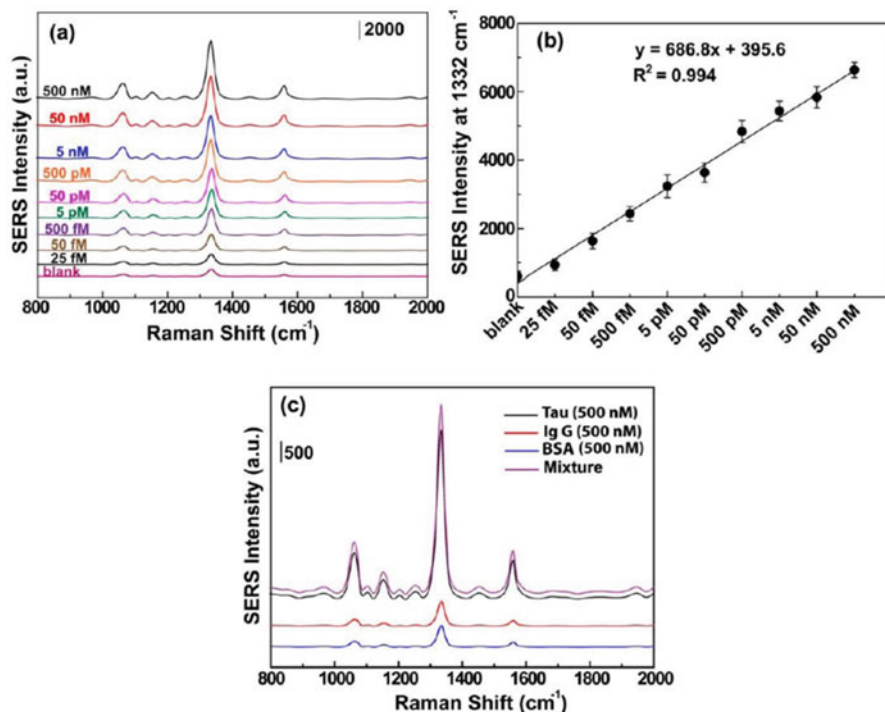 (a)
2000
500 nM
50 nM
5 nM
500 pM
50 pM
5 pM
500 fM
50 fM
25 fM
blank
SERS Intensity (a.u.)
800 1000 1200 1400 1600 1800 2000
Raman Shift (cm-1)
(b)
y = 686.8x + 395.6
R2 = 0.994
SERS Intensity at 1332 cm-1
8000
6000
4000
2000
0
blank 25 fM 50 fM 500 fM 5 pM 50 pM 500 pM 5 nM 50 nM 500 nM
(c)
500
Tau (500 nM)
Ig G (500 nM)
BSA (500 nM)
Mixture
SERS Intensity (a.u.)
800 1000 1200 1400 1600 1800 2000
Raman Shift (cm-1)